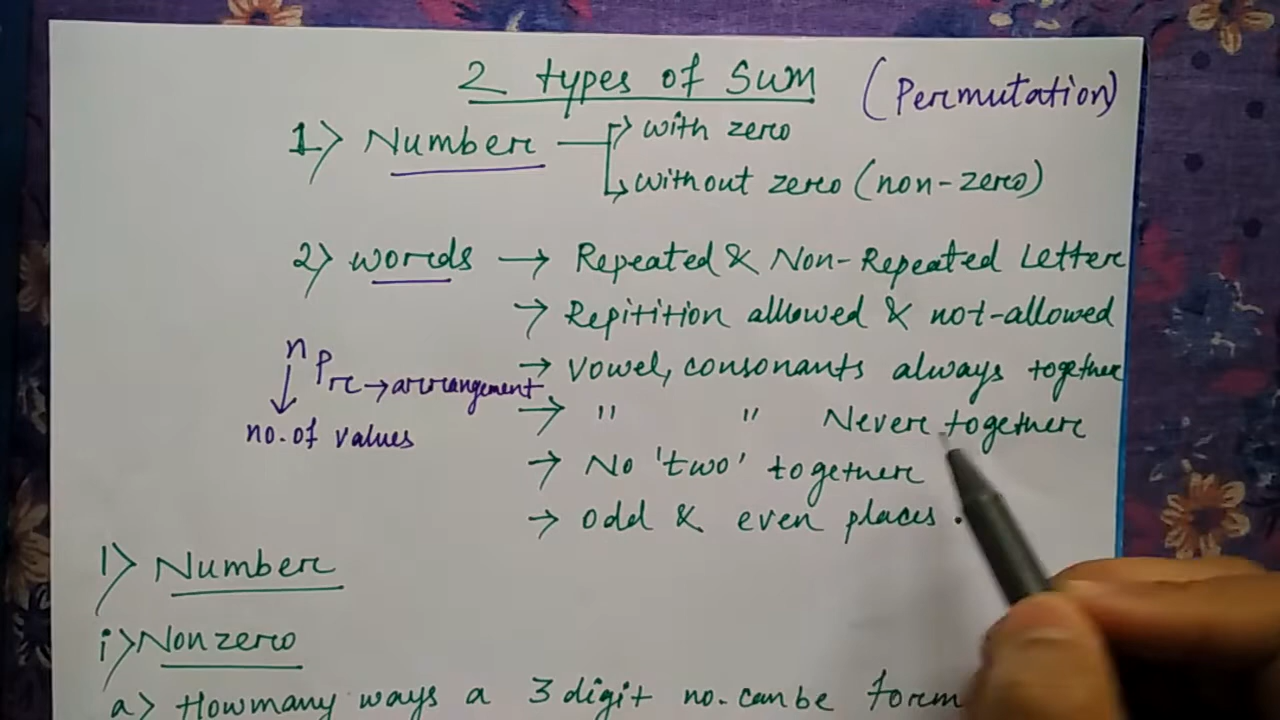 2 types of Sum (Permutation)
1) Number → with zero
→ without zero (non-zero)
2) words → Repeated & Non-Repeated Letter
→ Repitition allowed & not-allowed
→ Vowel, consonants always together
→ " " Never together
→ No 'two' together
→ odd & even places.
nPr → arrangement
no. of values
1) Number
i) Nonzero
a) How many ways a 3 digit no. can be form